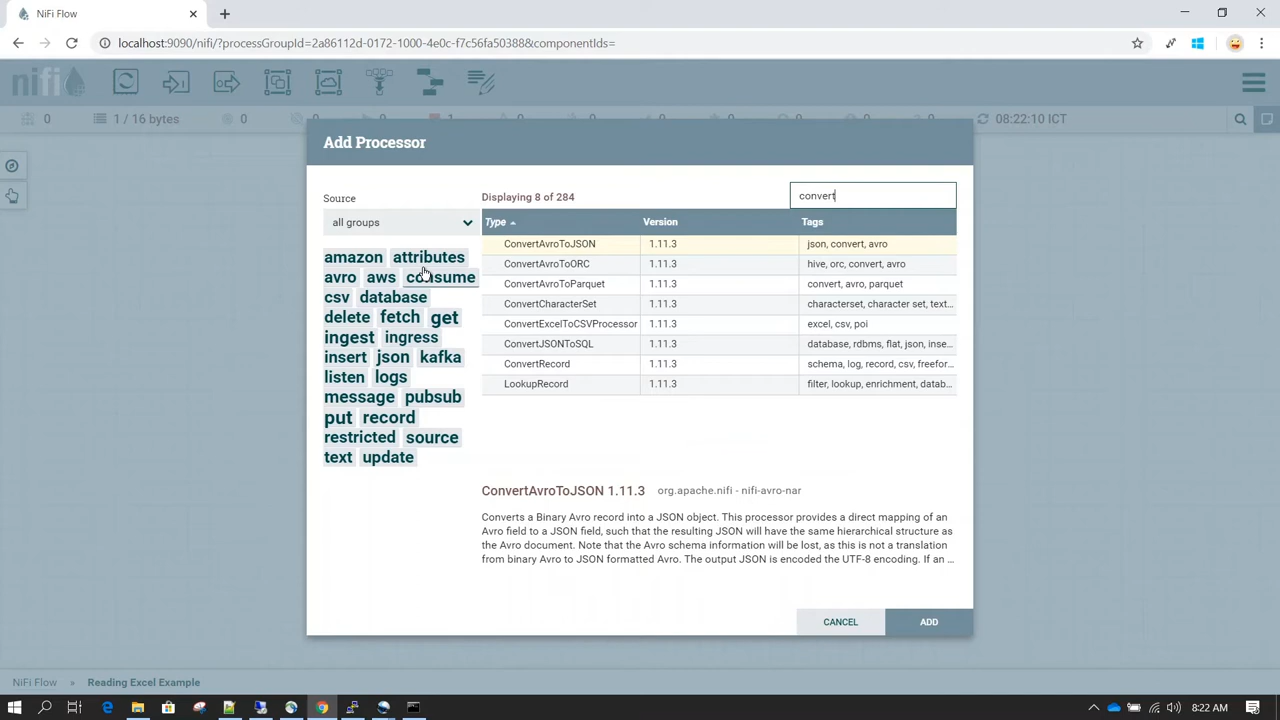 NiFi Flow
localhost:9090/nifi/?processGroupId=2a86112d-0172-1000-4e0c-f7c56fa50388&componentIds=
nifi
0
1 / 16 bytes
0
08:22:10 ICT
Add Processor
Source
Displaying 8 of 284
convert
all groups
Type
Version
Tags
amazon attributes
avro aws consume
csv database
delete fetch get
ingest ingress
insert json kafka
listen logs
message pubsub
put record
restricted source
text update
ConvertAvroToJSON 1.11.3 json, convert, avro
ConvertAvroToORC 1.11.3 hive, orc, convert, avro
ConvertAvroToParquet 1.11.3 convert, avro, parquet
ConvertCharacterSet 1.11.3 characterset, character set, text...
ConvertExcelToCSVProcessor 1.11.3 excel, csv, poi
ConvertJSONToSQL 1.11.3 database, rdbms, flat, json, inse...
ConvertRecord 1.11.3 schema, log, record, csv, freefor...
LookupRecord 1.11.3 filter, lookup, enrichment, datab...
ConvertAvroToJSON 1.11.3 org.apache.nifi - nifi-avro-nar
Converts a Binary Avro record into a JSON object. This processor provides a direct mapping of an
Avro field to a JSON field, such that the resulting JSON will have the same hierarchical structure as
the Avro document. Note that the Avro schema information will be lost, as this is not a translation
from binary Avro to JSON formatted Avro. The output JSON is encoded the UTF-8 encoding. If an ...
CANCEL
ADD
NiFi Flow » Reading Excel Example
8:22 AM